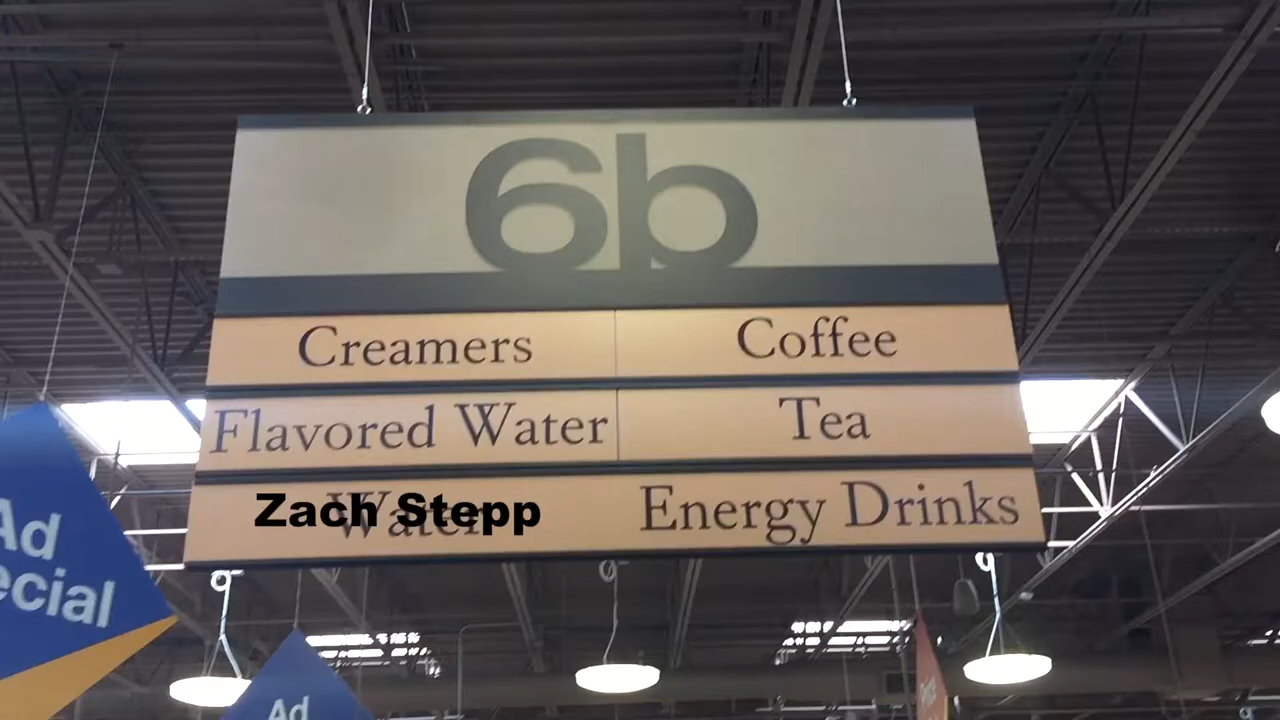 6b
Creamers
Coffee
Flavored Water
Tea
Water
Zach Stepp
Energy Drinks
Ad
ecial
Ad